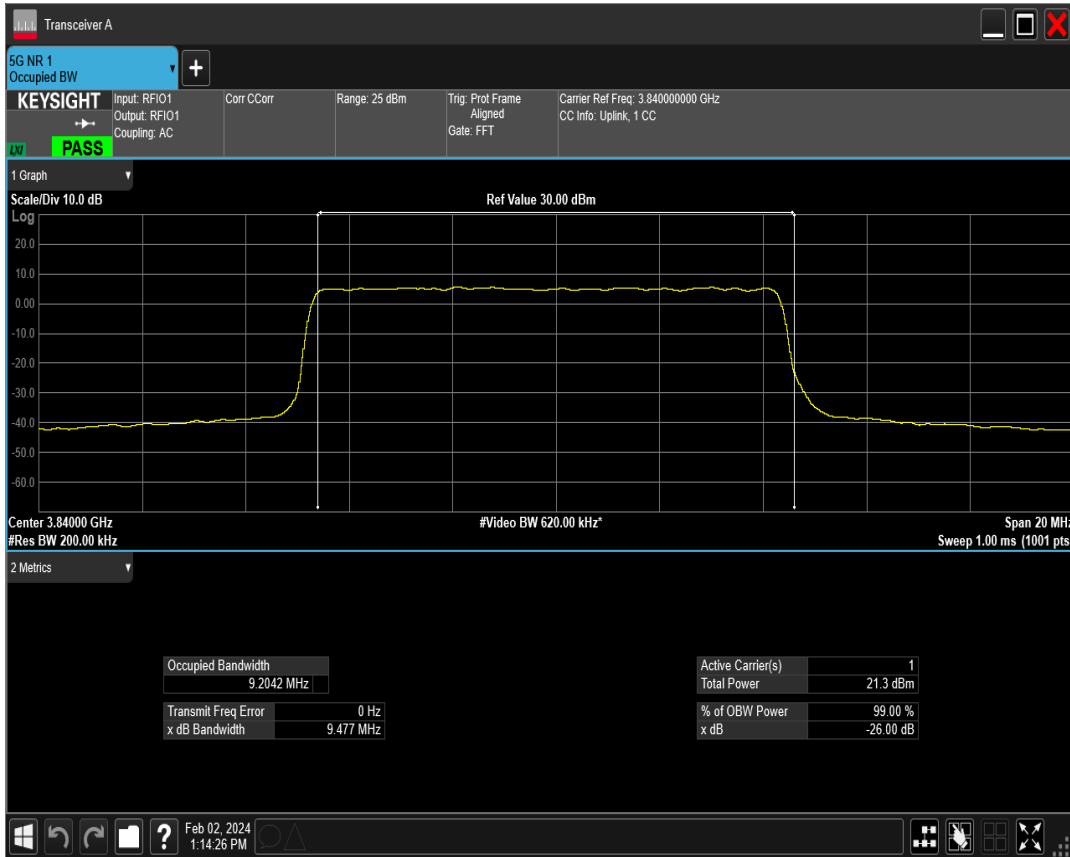 Transceiver A
5G NR 1
Occupied BW
KEYSIGHT
LXI
PASS
Input: RFIO1
Output: RFIO1
Coupling: AC
Corr CCorr
Range: 25 dBm
Trig: Prot Frame
Aligned
Gate: FFT
Carrier Ref Freq: 3.840000000 GHz
CC Info: Uplink, 1 CC
1 Graph
Scale/Div 10.0 dB
Ref Value 30.00 dBm
Log
20.0
10.0
0.00
-10.0
-20.0
-30.0
-40.0
-50.0
-60.0
Center 3.84000 GHz
#Video BW 620.00 kHz*
Span 20 MHz
#Res BW 200.00 kHz
Sweep 1.00 ms (1001 pts
2 Metrics
Occupied Bandwidth
9.2042 MHz
Transmit Freq Error 0 Hz
x dB Bandwidth 9.477 MHz
Active Carrier(s) 1
Total Power 21.3 dBm
% of OBW Power 99.00 %
x dB -26.00 dB
?
Feb 02, 2024
1:14:26 PM